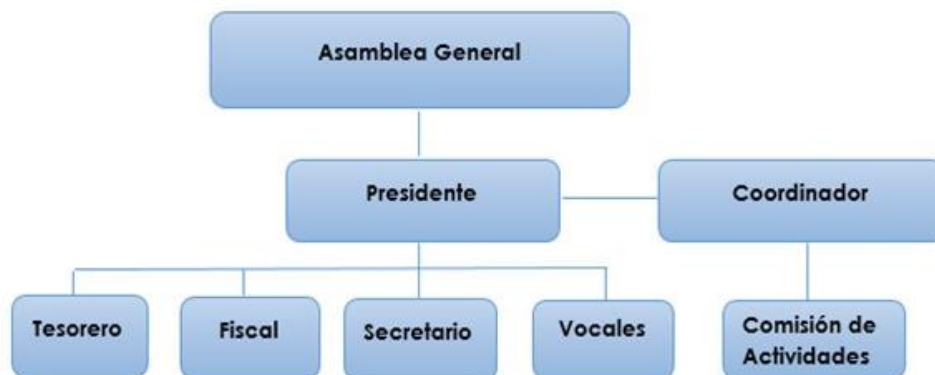 Asamblea General
Presidente
Coordinador
Tesorero
Fiscal
Secretario
Vocales
Comisión de
Actividades